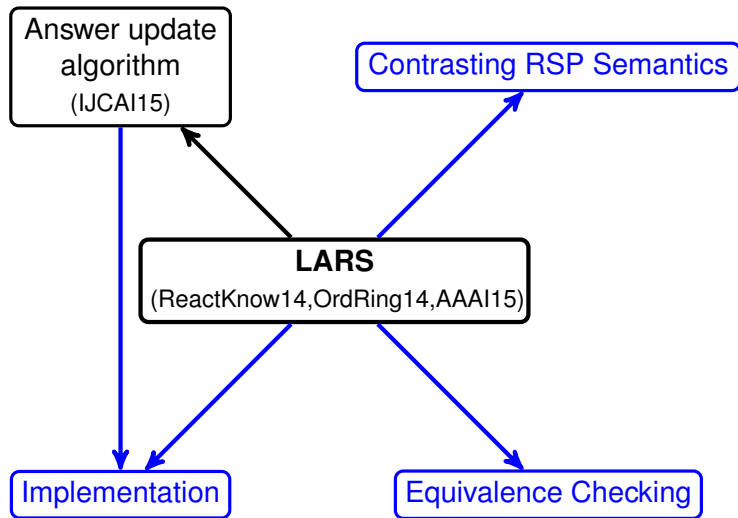 Answer update
algorithm
(IJCAI15)
Contrasting RSP Semantics
LARS
(ReactKnow14,OrdRing14,AAAI15)
Implementation
Equivalence Checking